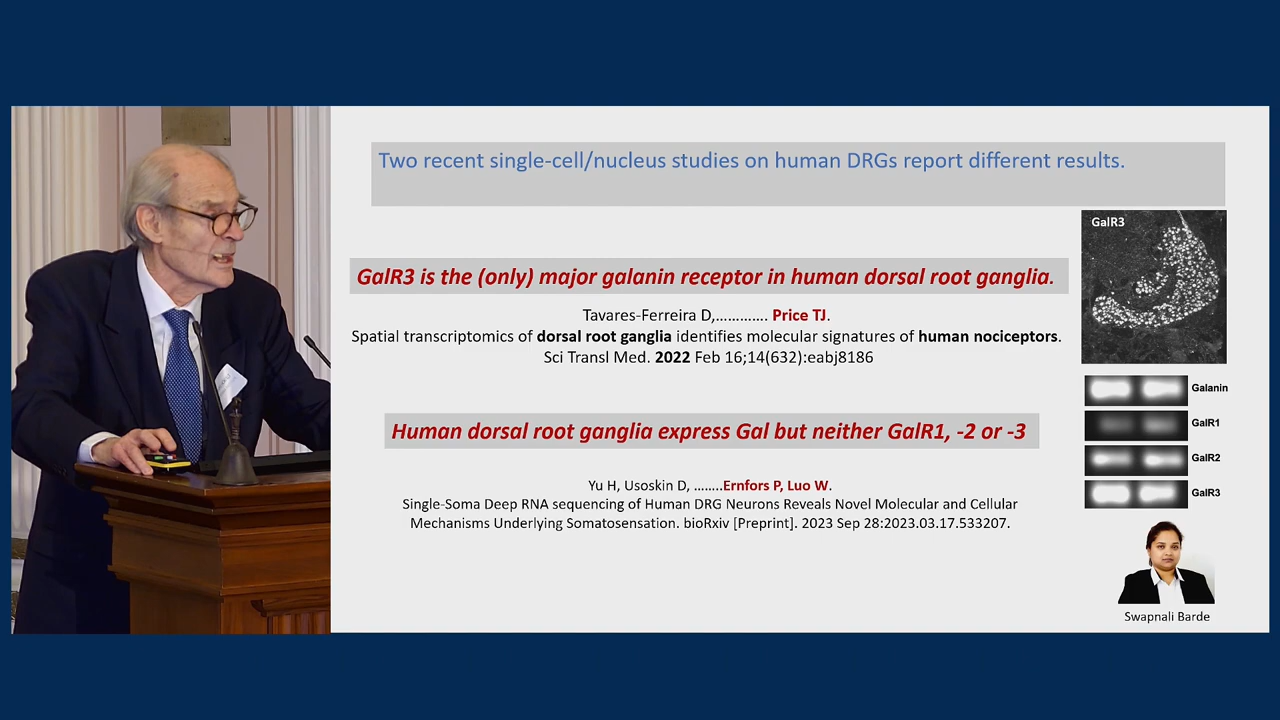 Two recent single-cell/nucleus studies on human DRGs report different results.
GalR3
GalR3 is the (only) major galanin receptor in human dorsal root ganglia.
Tavares-Ferreira D,............. Price TJ.
Spatial transcriptomics of dorsal root ganglia identifies molecular signatures of human nociceptors.
Sci Transl Med. 2022 Feb 16;14(632):eabj8186
Galanin
GalR1
GalR2
GalR3
Human dorsal root ganglia express Gal but neither GalR1, -2 or -3
Yu H, Usoskin D, ........Ernfors P, Luo W.
Single-Soma Deep RNA sequencing of Human DRG Neurons Reveals Novel Molecular and Cellular
Mechanisms Underlying Somatosensation. bioRxiv [Preprint]. 2023 Sep 28:2023.03.17.533207.
Swapnali Barde